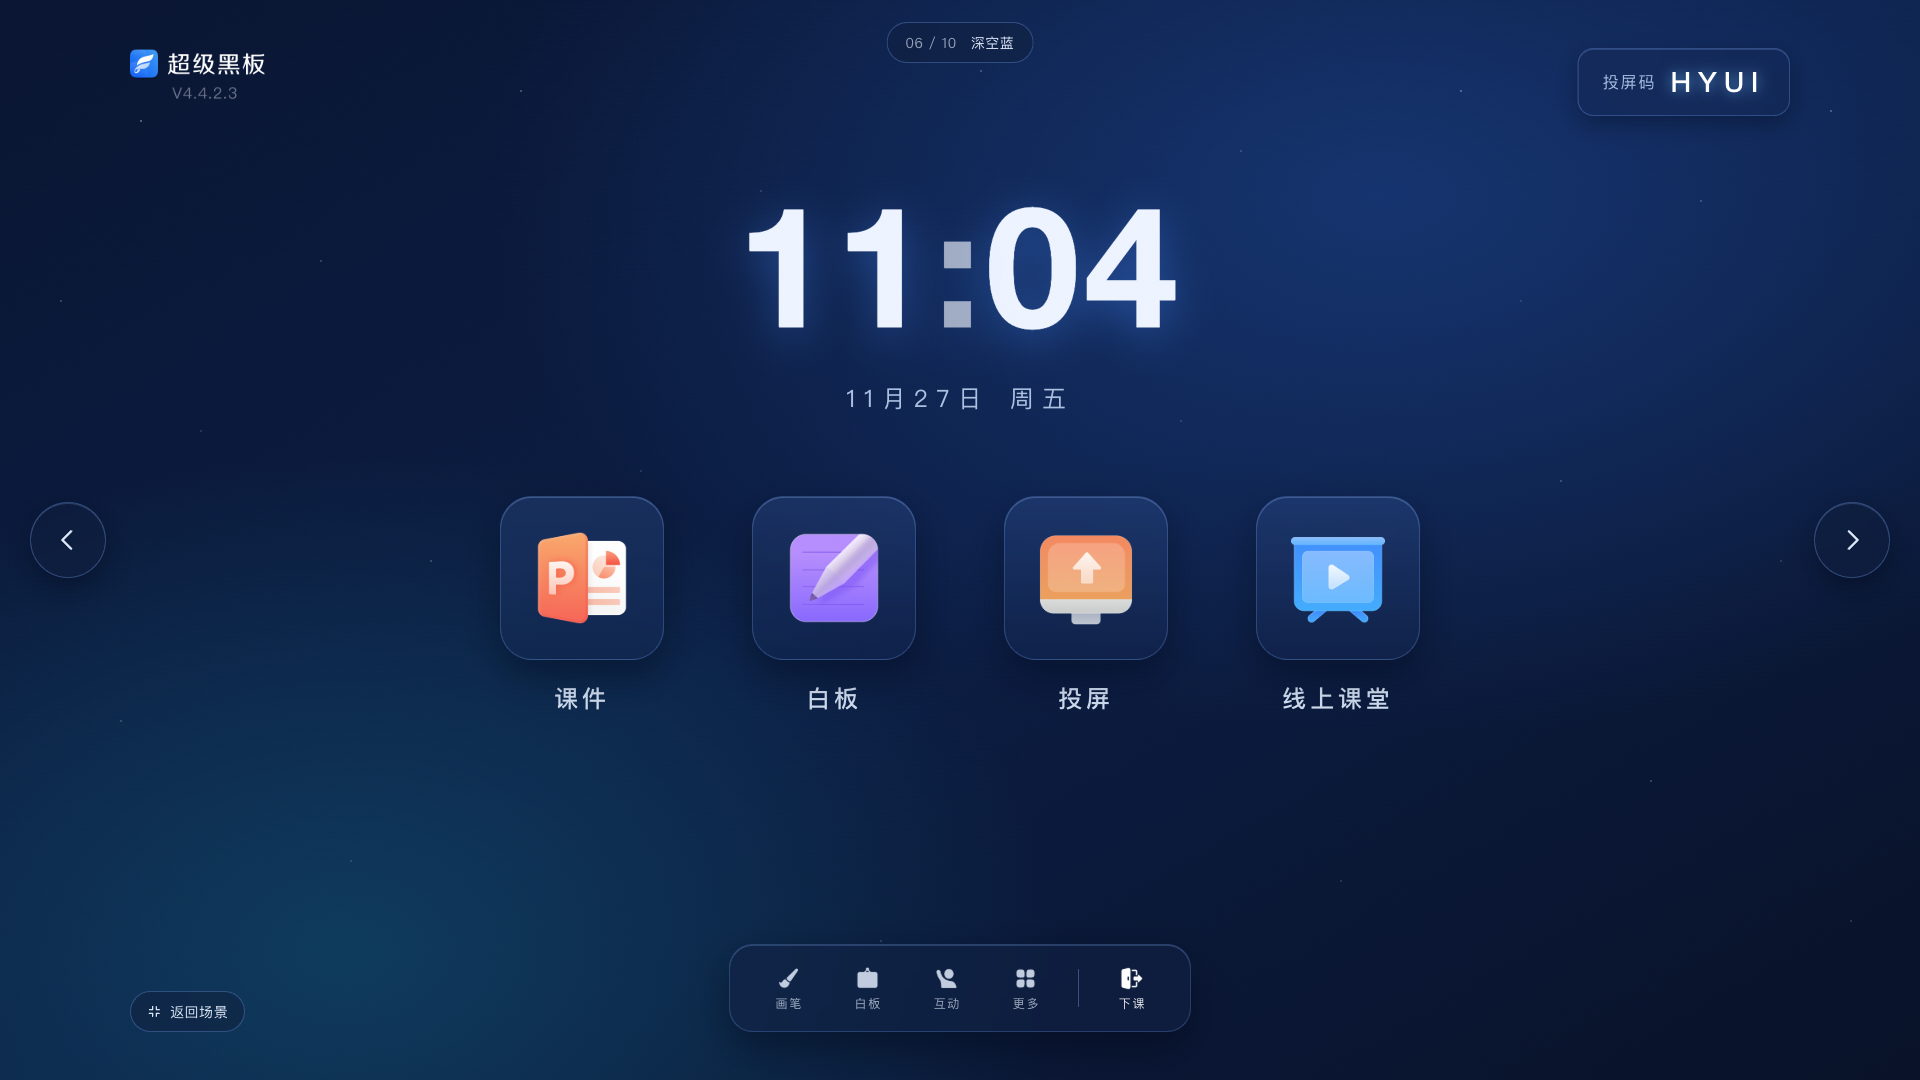 06 / 10 深空蓝
超级黑板
V4.4.2.3
投屏码 HYUI
11:04
11月27日 周五
P
课件 白板 投屏 线上课堂
画笔 白板 互动 更多 下课
返回场景